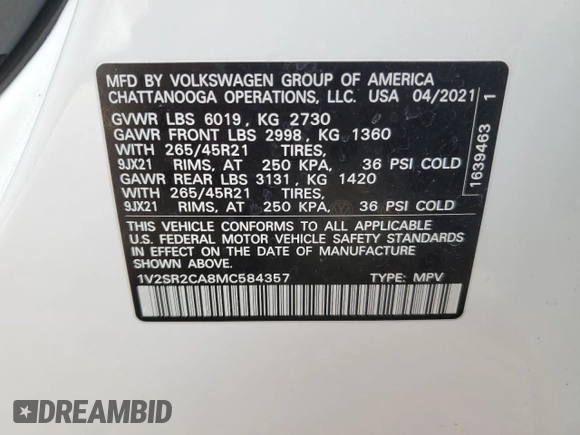 MFD BY VOLKSWAGEN GROUP OF AMERICA
CHATTANOOGA OPERATIONS, LLC. USA 04/2021
GVWR LBS 6019, KG 2730
GAWR FRONT LBS 2998, KG 1360
WITH 265/45R21 TIRES,
9JX21 RIMS, AT 250 KPA, 36 PSI COLD
GAWR REAR LBS 3131, KG 1420
WITH 265/45R21 TIRES,
9JX21 RIMS, AT 250 KPA, 36 PSI COLD
THIS VEHICLE CONFORMS TO ALL APPLICABLE
U.S. FEDERAL MOTOR VEHICLE SAFETY STANDARDS
IN EFFECT ON THE DATE OF MANUFACTURE
SHOWN ABOVE
1V2SR2CA8MC584357 TYPE: MPV
1639463 1
DREAMBID